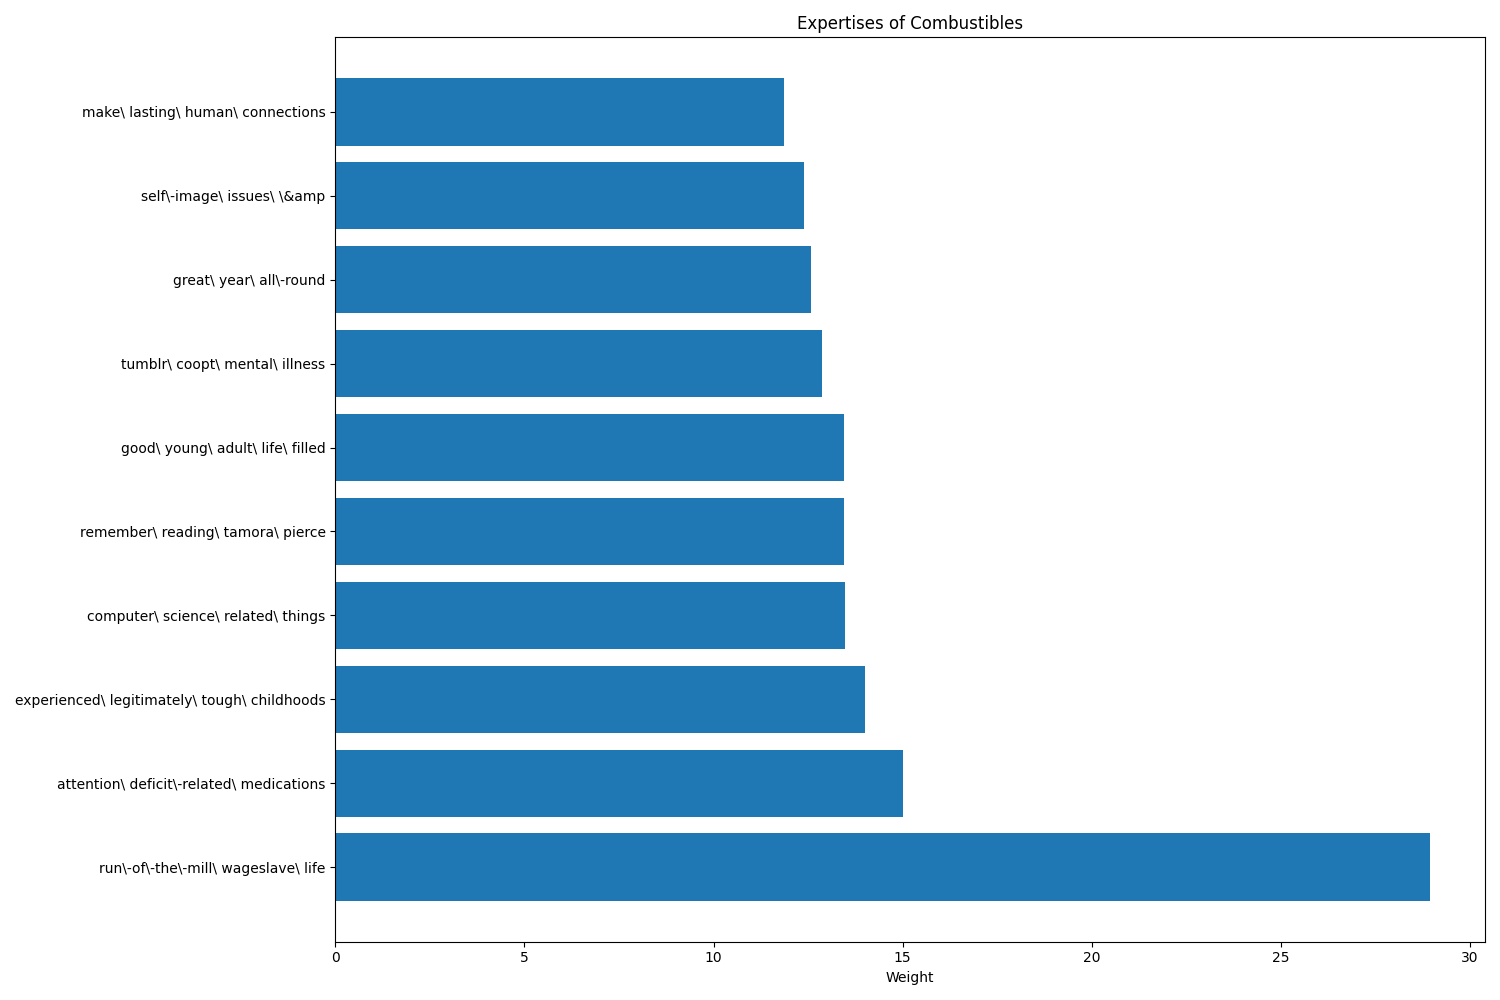 Expertises of Combustibles
make\ lasting\ human\ connections
self\-image\ issues\ \&amp
great\ year\ all\-round
tumblr\ coopt\ mental\ illness
good\ young\ adult\ life\ filled
remember\ reading\ tamora\ pierce
computer\ science\ related\ things
experienced\ legitimately\ tough\ childhoods
attention\ deficit\-related\ medications
run\-of\-the\-mill\ wageslave\ life
0 5 10 15 20 25 30
Weight